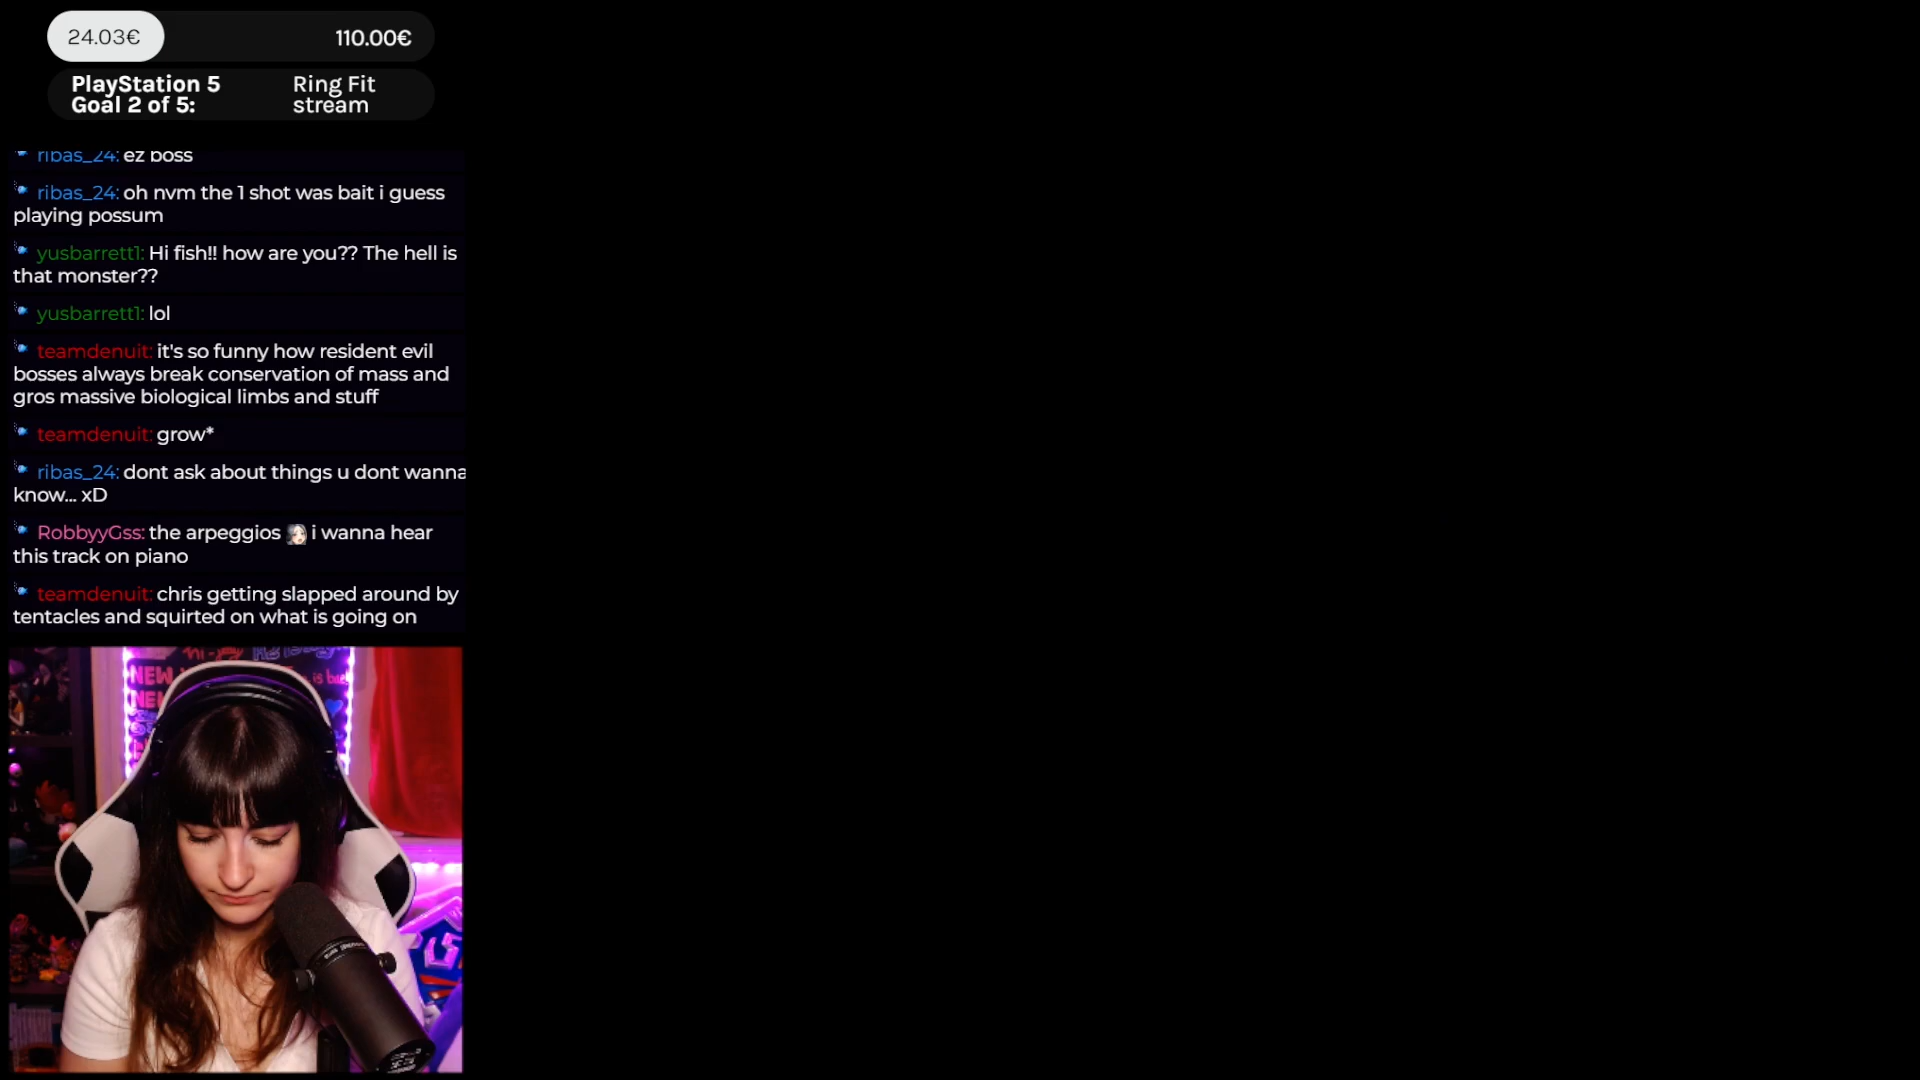 24.03€ 110.00€
PlayStation 5 Ring Fit
Goal 2 of 5: stream
ribas_24: ez boss
ribas_24: oh nvm the 1 shot was bait i guess
playing possum
yusbarrett1: Hi fish!! how are you?? The hell is
that monster??
yusbarrett1: lol
teamdenuit: it's so funny how resident evil
bosses always break conservation of mass and
gros massive biological limbs and stuff
teamdenuit: grow*
ribas_24: dont ask about things u dont wanna
know... xD
RobbyyGss: the arpeggios i wanna hear
this track on piano
teamdenuit: chris getting slapped around by
tentacles and squirted on what is going on
NEW